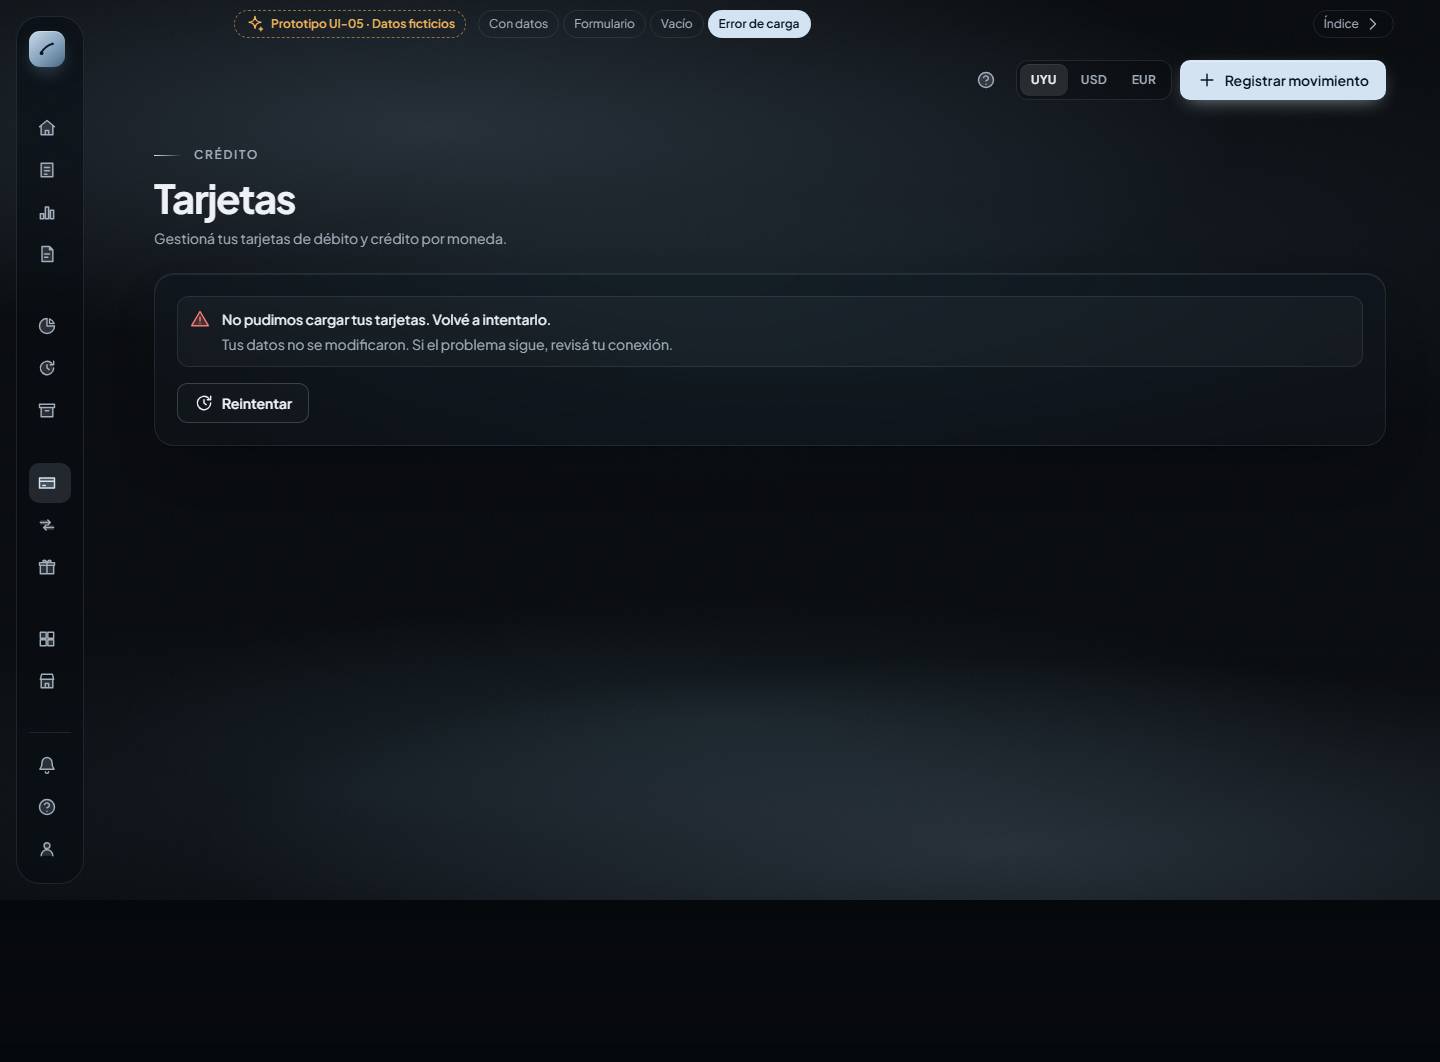 Prototipo UI-05 · Datos ficticios
Con datos
Formulario
Vacío
Error de carga
Índice
UYU
USD
EUR
Registrar movimiento
CRÉDITO
Tarjetas
Gestioná tus tarjetas de débito y crédito por moneda.
No pudimos cargar tus tarjetas. Volvé a intentarlo.
Tus datos no se modificaron. Si el problema sigue, revisá tu conexión.
Reintentar